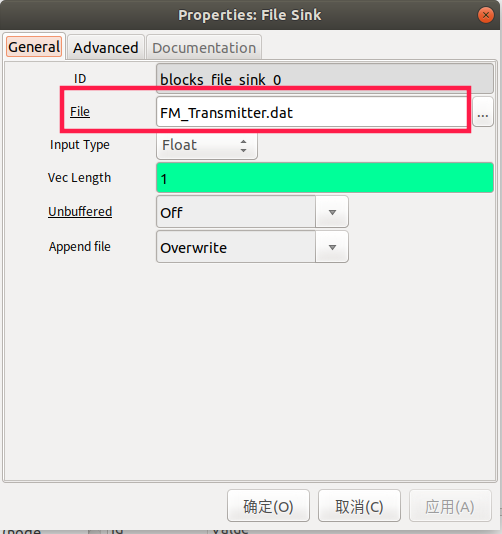 Properties: File Sink
General Advanced Documentation
ID blocks_file_sink_0
File FM_Transmitter.dat ...
Input Type Float
Vec Length 1
Unbuffered Off
Append file Overwrite
确定(O) 取消(C) 应用(A)